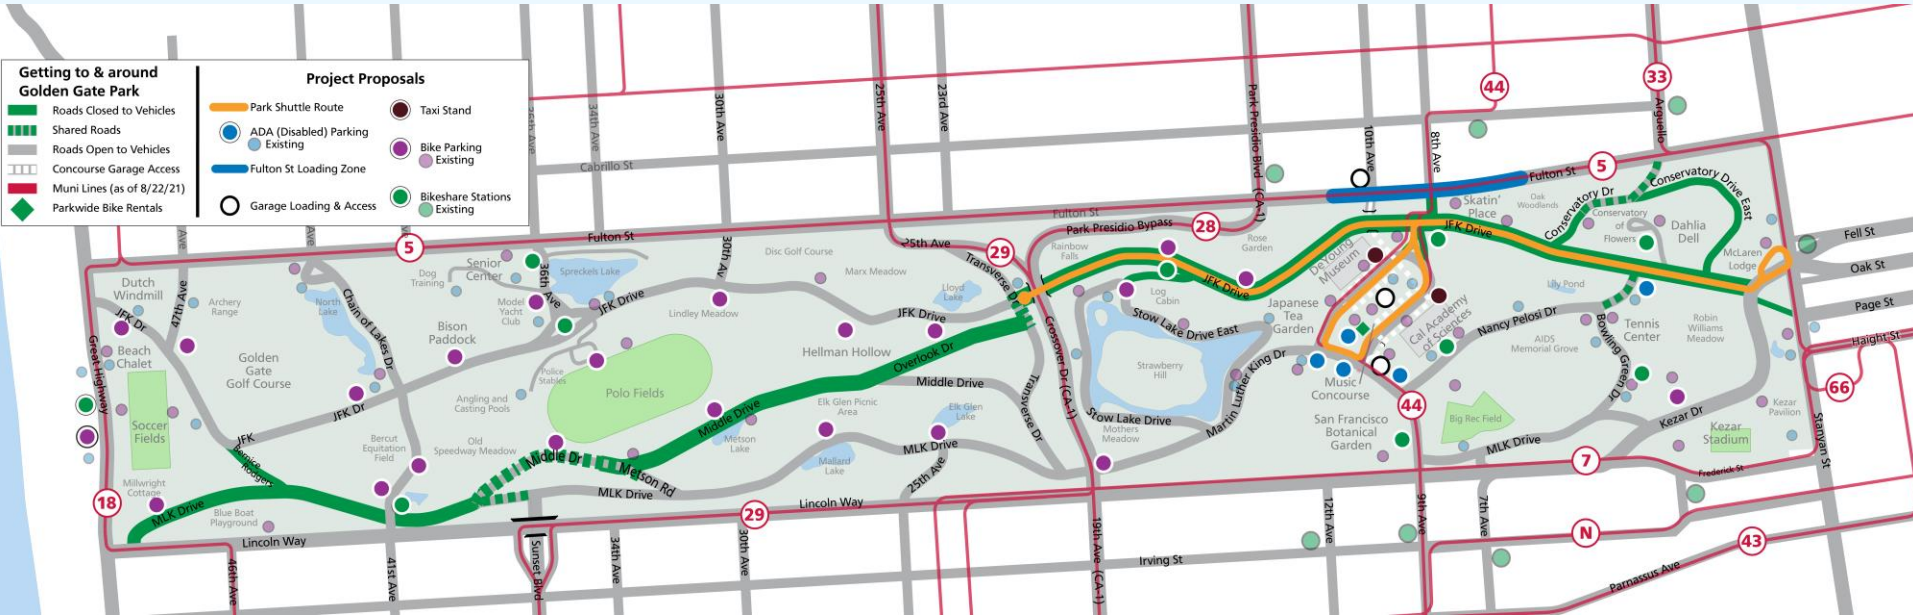 Getting to & around
Golden Gate Park
Roads Closed to Vehicles
Shared Roads
Roads Open to Vehicles
Concourse Garage Access
Muni Lines (as of 8/22/21)
Parkwide Bike Rentals
Project Proposals
Park Shuttle Route
ADA (Disabled) Parking
Existing
Fulton St Loading Zone
Garage Loading & Access
Taxi Stand
Bike Parking
Existing
Bikeshare Stations
Existing
36th Ave
34th Ave
30th Ave
25th Ave
23rd Ave
Park Presidio Blvd (CA-1)
10th Ave
8th Ave
Arguello
44
33
Cabrillo St
Fulton St
5
Fulton St
5
Fulton St
Park Presidio Bypass
28
25th Ave
29
Transverse Dr
Rainbow
Falls
Rose
Garden
Disc Golf Course
Marx Meadow
Lloyd
Lake
30th Ave
Lindley Meadow
JFK Drive
JFK Drive
JFK Drive
JFK Drive
Senior
Center
Dog
Training
Spreckels Lake
36th Ave
Model
Yacht
Club
Dutch
Windmill
JFK Dr
47th Ave
Archery
Range
North
Lake
Chain of Lakes Dr
Bison
Paddock
Beach
Chalet
Great Highway
Golden
Gate
Golf Course
Police
Stables
Polo Fields
Hellman Hollow
Overlook Dr
Middle Drive
Middle Drive
Elk Glen Picnic
Area
Elk Glen
Lake
Metson
Lake
Mallard
Lake
MLK Drive
25th Ave
Transverse Dr
Crossover Dr (CA-1)
Angling and
Casting Pools
Old
Speedway Meadow
Bercut
Equitation
Field
JFK Dr
JFK
Bernice
Rodgers
Soccer
Fields
Millwright
Cottage
MLK Drive
Blue Boat
Playground
18
Middle Dr
Metson Rd
MLK Drive
Lincoln Way
Lincoln Way
29
46th Ave
41st Ave
Sunset Blvd
34th Ave
30th Ave
19th Ave (CA-1)
12th Ave
9th Ave
7th Ave
Irving St
Parnassus Ave
N
43
Log
Cabin
Stow Lake Drive East
Strawberry
Hill
Stow Lake Drive
Mothers
Meadow
Martin Luther King Dr
Japanese
Tea
Garden
DeYoung
Museum
Cal Academy
of Sciences
Music
Concourse
San Francisco
Botanical
Garden
44
Skatin'
Place
Oak
Woodlands
Conservatory Dr
Conservatory Drive East
Conservatory
of
Flowers
Dahlia
Dell
McLaren
Lodge
Lily Pond
Nancy Pelosi Dr
AIDS
Memorial Grove
Bowling Green Dr
Tennis
Center
Robin
Williams
Meadow
Big Rec Field
MLK Drive
Kezar Dr
Kezar
Stadium
Kezar
Pavilion
7
Frederick St
Stanyan St
Fell St
Oak St
Page St
Haight St
66